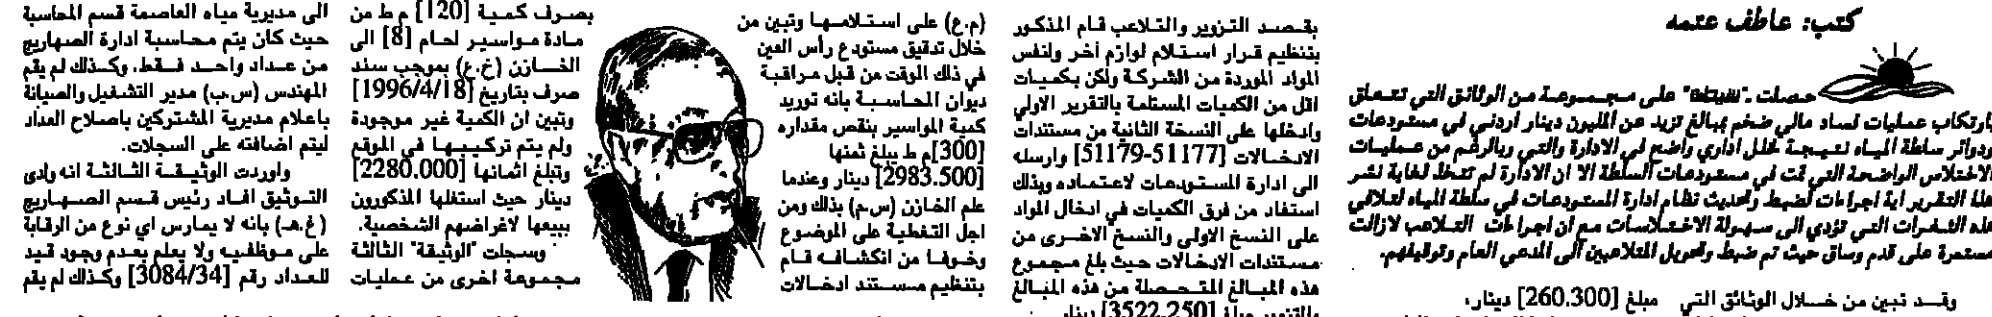 كتب: عاطف عتمه
حصلت ـ"شيحان" على مجموعة من الوثائق التي تتعلق
بارتكاب عمليات فساد مالي ضخم بمبالغ تزيد عن المليون دينار اردني في مستودعات
ودوائر سلطة المياه نتيجة لخلل اداري واضح في الادارة والتي وبالرغم من عمليات
الاختلاس الواضحة التي تمت في مستودعات السلطة الا ان الادارة لم تتخذ لغاية نشر
هذا التقرير اية اجراءات لضبط وتحديث نظام ادارة المستودعات في سلطة المياه لتلافي
هذه الثغرات التي تؤدي الى سهولة الاختلاسات مع ان اجراءات التلاعب لازالت
مستمرة على قدم وساق حيث تم ضبط وتحويل المتلاعبين الى المدعي العام وتوقيفهم.
وقد تبين من خلال الوثائق التي
مبلغ [260.300] دينار،
بقصد التزوير والتلاعب قام المذكور
بتنظيم قرار استلام لوازم آخر ولنفس
المواد الموردة من الشركة ولكن بكميات
اقل من الكميات المستلمة بالتقرير الاولي
وادخلها على النسخة الثانية من مستندات
الادخالات [51177-51179] وارسله
الى ادارة المستودعات لاعتماده وبذلك
استفاد من فرق الكميات في ادخال المواد
على النسخ الاولى والنسخ الاخرى من
مستندات الادخالات حيث بلغ مجموع
هذه المبالغ المتحصلة من هذه المبالغ
والتزوير مبلغ [3522.250] دينار
(م.ع) على استلامها وتبين من
خلال تدقيق مستودع رأس العين
في ذلك الوقت من قبل مراقبة
ديوان المحاسبة بانه توريد
كمية المواسير بنقص مقداره
[300]م ط يبلغ ثمنها
[2983.500] دينار وعندما
علم الخازن (س.م) بذلك ومن
اجل التغطية على الموضوع
وخوفا من انكشافه قام
بتنظيم مستند ادخالات
بصرف كمية [120] م ط من
مادة مواسير لحام [8] الى
الخازن (خ.ع) بموجب سند
صرف بتاريخ [1996/4/18]
وتبين ان الكمية غير موجودة
ولم يتم تركيبها في الموقع
وتبلغ اثمانها [2280.000]
دينار حيث استغلها المذكورون
ببيعها لاغراضهم الشخصية.
وسجلت "الوثيقة" الثالثة
مجموعة اخرى من عمليات
الى مديرية مياه العاصمة قسم المحاسبة
حيث كان يتم محاسبة ادارة الصهاريج
من عداد واحد فقط، وكذلك لم يقم
المهندس (س.ب) مدير التشغيل والصيانة
باعلام مديرية المشتركين باصلاح العداد
ليتم اضافته على السجلات.
واوردت الوثيقة الثالثة انه ولدى
التوثيق افاد رئيس قسم الصهاريج
(غ.هـ) بانه لا يمارس اي نوع من الرقابة
على موظفيه ولا يعلم بعدم وجود قيد
للعداد رقم [3084/34] وكذلك لم يقم